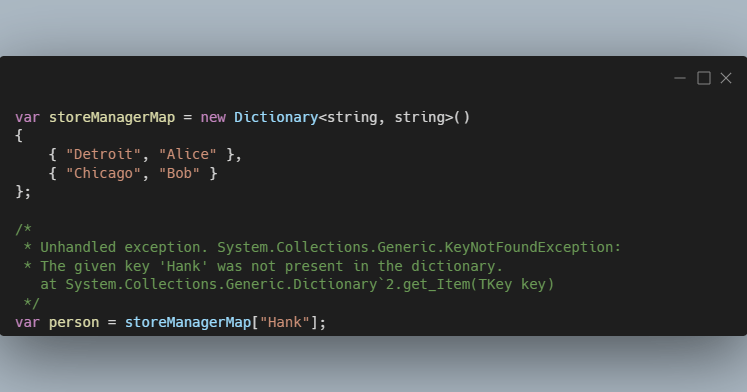 var storeManagerMap = new Dictionary<string, string>()
{
    { "Detroit", "Alice" },
    { "Chicago", "Bob" }
};

/*
 * Unhandled exception. System.Collections.Generic.KeyNotFoundException:
 * The given key 'Hank' was not present in the dictionary.
   at System.Collections.Generic.Dictionary`2.get_Item(TKey key)
 */
var person = storeManagerMap["Hank"];